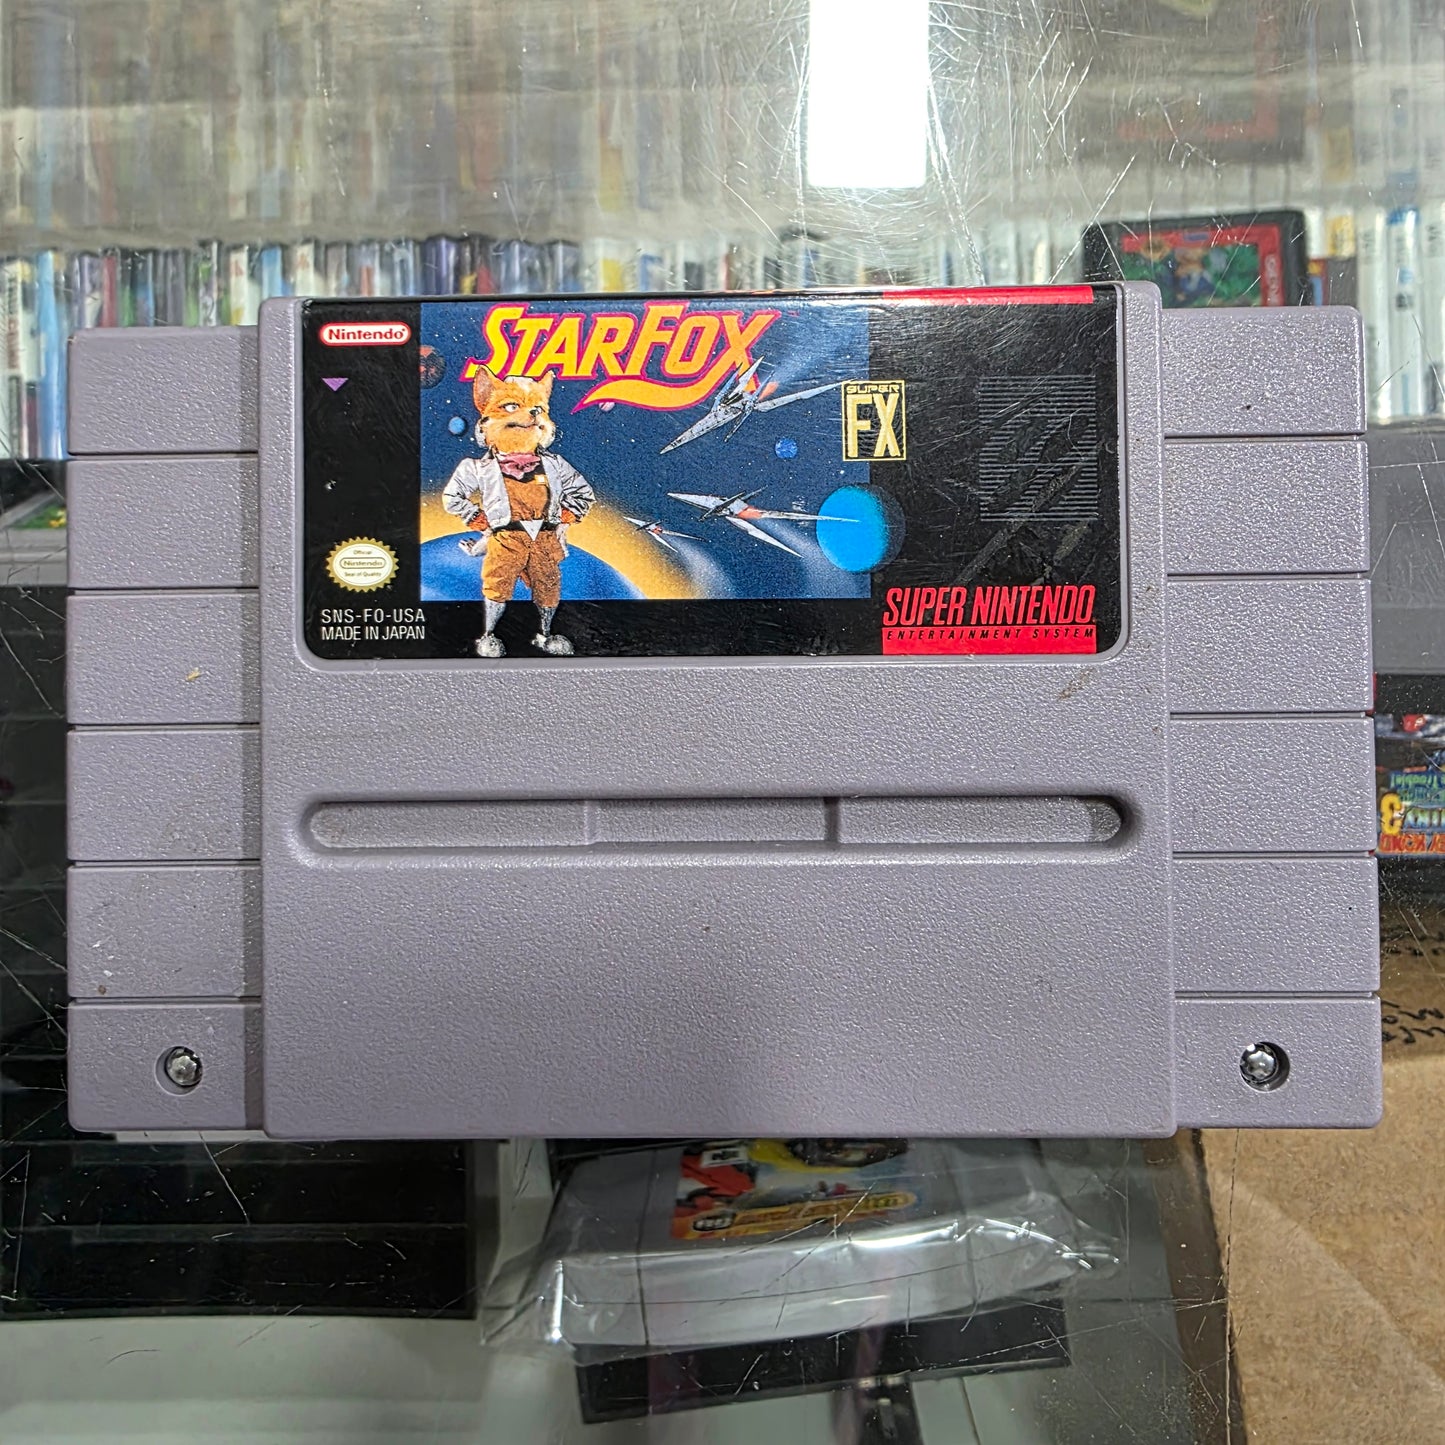 Nintendo®
STARFOX
SUPER
FX
Official
Nintendo
Seal of Quality
SNS-FO-USA
MADE IN JAPAN
SUPER NINTENDO
ENTERTAINMENT SYSTEM